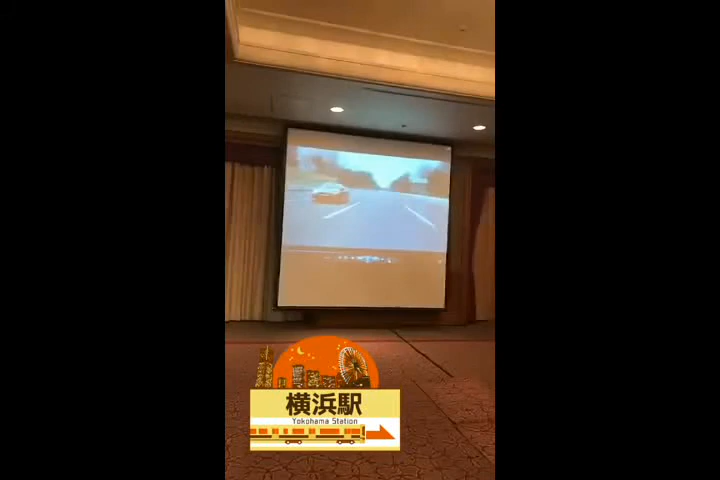 横浜駅
Yokohama Station